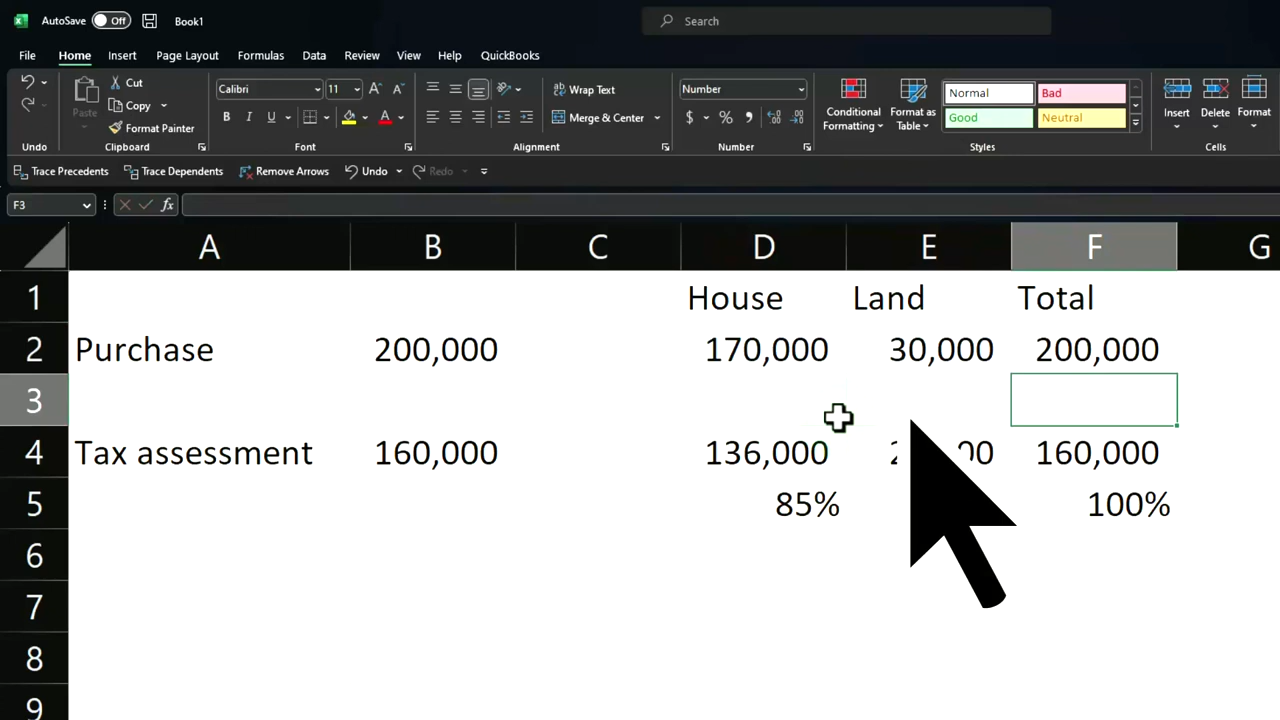 AutoSave Off Book1 Search
File Home Insert Page Layout Formulas Data Review View Help QuickBooks
Cut
Copy
Paste
Format Painter
Undo Clipboard
Calibri 11
B I U
Font
Wrap Text
Merge & Center
Alignment
Number
$ % ,
Number
Conditional Formatting
Format as Table
Normal Bad
Good Neutral
Styles
Insert Delete Format
Cells
Trace Precedents Trace Dependents Remove Arrows Undo Redo
F3 fx
A B C D E F G
1 House Land Total
2 Purchase 200,000 170,000 30,000 200,000
3
4 Tax assessment 160,000 136,000 160,000
5 85% 100%
6
7
8
9